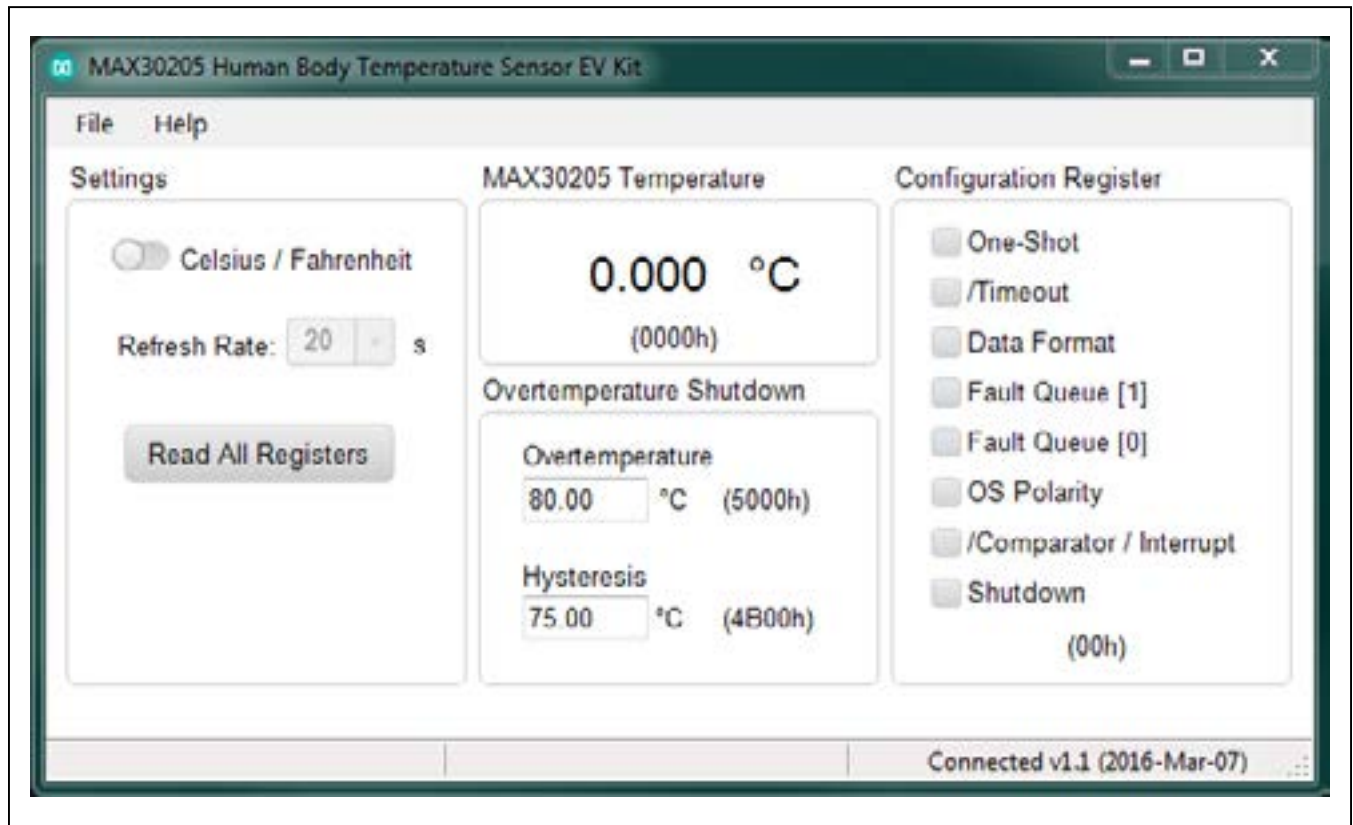 MAX30205 Human Body Temperature Sensor EV Kit
File Help
Settings
Celsius / Fahrenheit
Refresh Rate: 20 s
Read All Registers
MAX30205 Temperature
0.000 °C
(0000h)
Overtemperature Shutdown
Overtemperature
80.00 °C (5000h)
Hysteresis
75.00 °C (4B00h)
Configuration Register
One-Shot
/Timeout
Data Format
Fault Queue [1]
Fault Queue [0]
OS Polarity
/Comparator / Interrupt
Shutdown
(00h)
Connected v1.1 (2016-Mar-07)